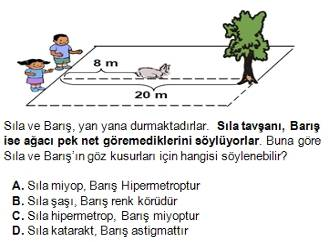 8 m
20 m
Sıla ve Barış, yan yana durmaktadırlar. Sıla tavşanı, Barış
ise ağacı pek net göremediklerini söylüyorlar. Buna göre
Sıla ve Barış'ın göz kusurları için hangisi söylenebilir?
A. Sıla miyop, Barış Hipermetroptur
B. Sıla şaşı, Barış renk körüdür
C. Sıla hipermetrop, Barış miyoptur
D. Sıla katarakt, Barış astigmattır